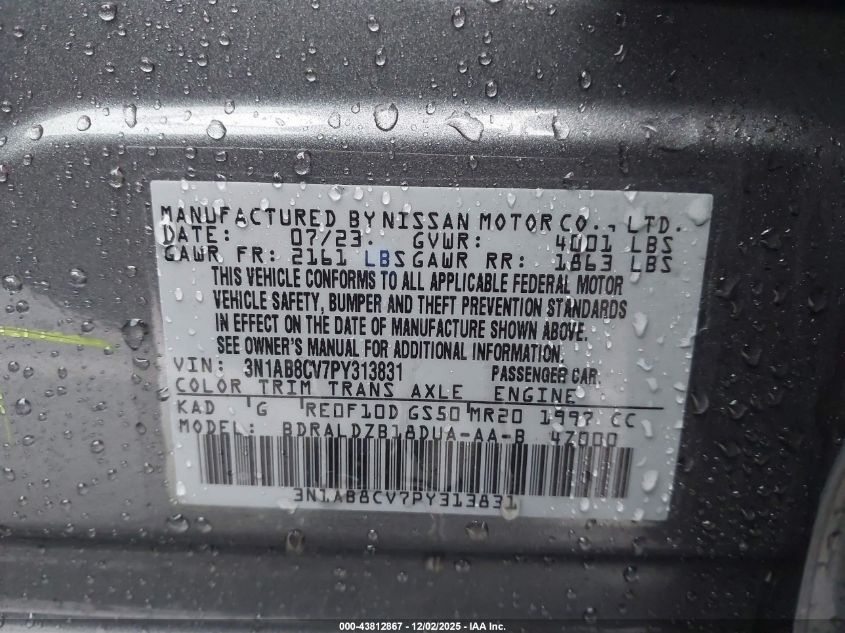 MANUFACTURED BY NISSAN MOTOR CO., LTD.
DATE: 07/23. GVWR: 4001 LBS
GAWR FR: 2161 LBS GAWR RR: 1863 LBS
THIS VEHICLE CONFORMS TO ALL APPLICABLE FEDERAL MOTOR
VEHICLE SAFETY, BUMPER AND THEFT PREVENTION STANDARDS
IN EFFECT ON THE DATE OF MANUFACTURE SHOWN ABOVE.
SEE OWNER'S MANUAL FOR ADDITIONAL INFORMATION.
VIN: 3N1AB8CV7PY313831 PASSENGER CAR
COLOR TRIM TRANS AXLE ENGINE
KAD G RE0F10D GS50 MR20 1997 CC
MODEL: BDRALDZB18DUA-AA-B 4Z000
3N1AB8CV7PY313831
000-43812867 - 12/02/2025 - IAA Inc.